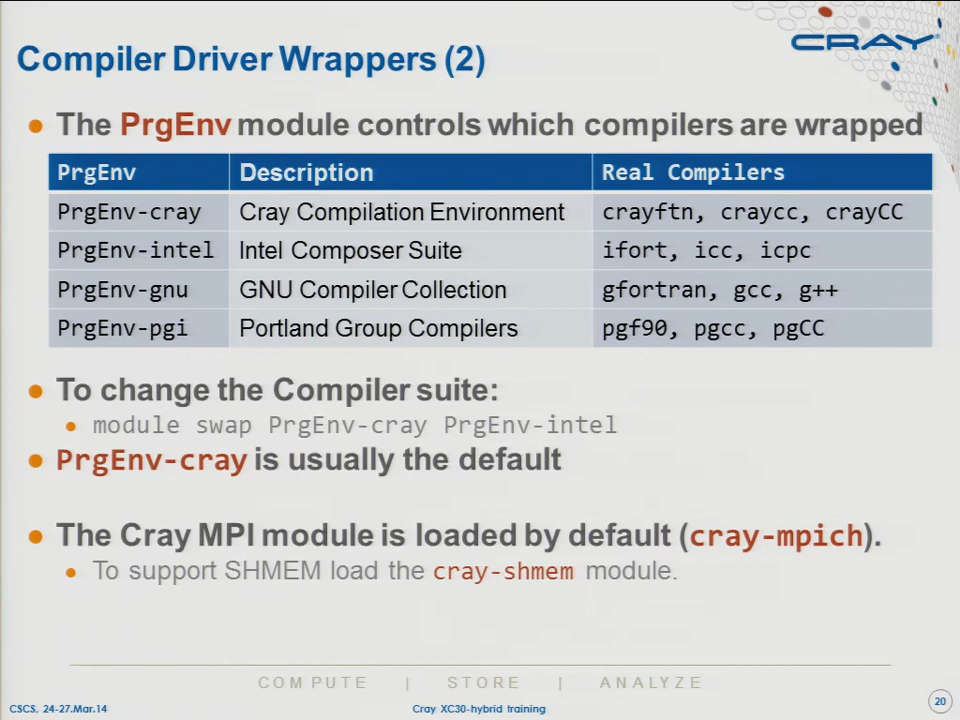 CRAY
Compiler Driver Wrappers (2)
● The PrgEnv module controls which compilers are wrapped
PrgEnv Description Real Compilers
PrgEnv-cray Cray Compilation Environment crayftn, craycc, crayCC
PrgEnv-intel Intel Composer Suite ifort, icc, icpc
PrgEnv-gnu GNU Compiler Collection gfortran, gcc, g++
PrgEnv-pgi Portland Group Compilers pgf90, pgcc, pgCC
● To change the Compiler suite:
● module swap PrgEnv-cray PrgEnv-intel
● PrgEnv-cray is usually the default
● The Cray MPI module is loaded by default (cray-mpich).
● To support SHMEM load the cray-shmem module.
COMPUTE | STORE | ANALYZE
CSCS, 24-27.Mar.14 Cray XC30-hybrid training 20